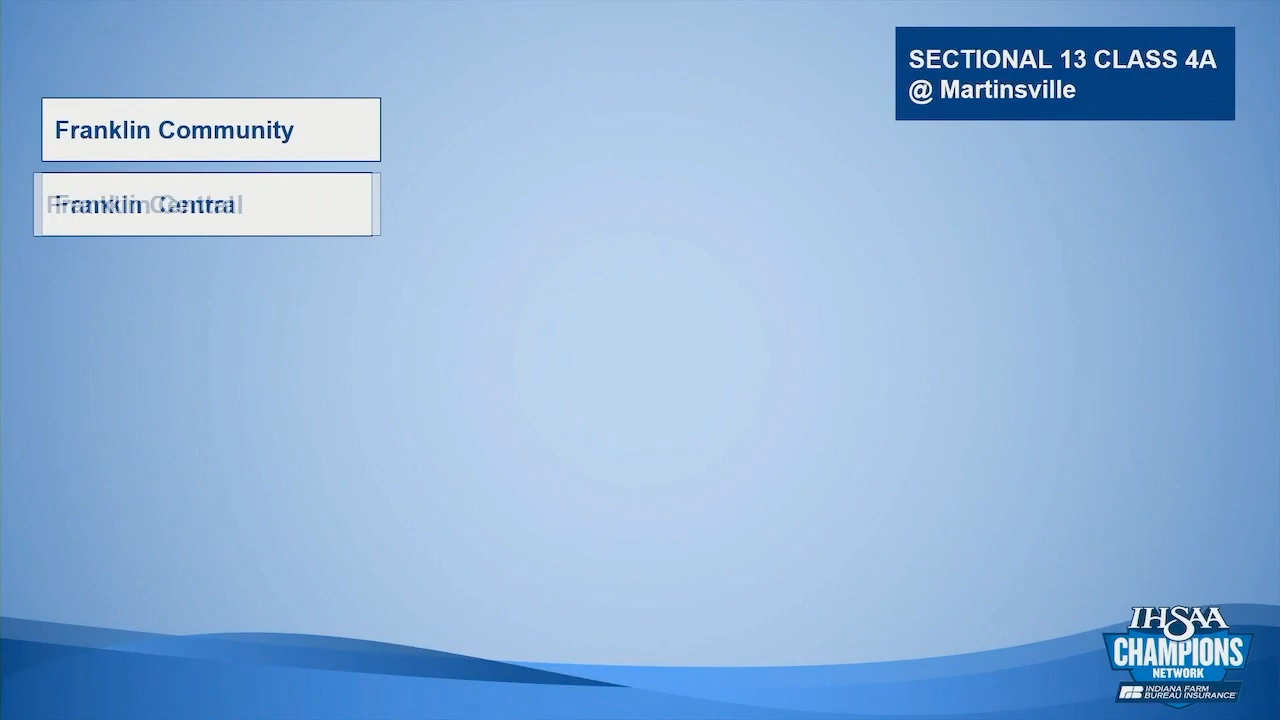 SECTIONAL 13 CLASS 4A
@ Martinsville
Franklin Community
Franklin Central
IHSAA
CHAMPIONS
NETWORK
INDIANA FARM
BUREAU INSURANCE